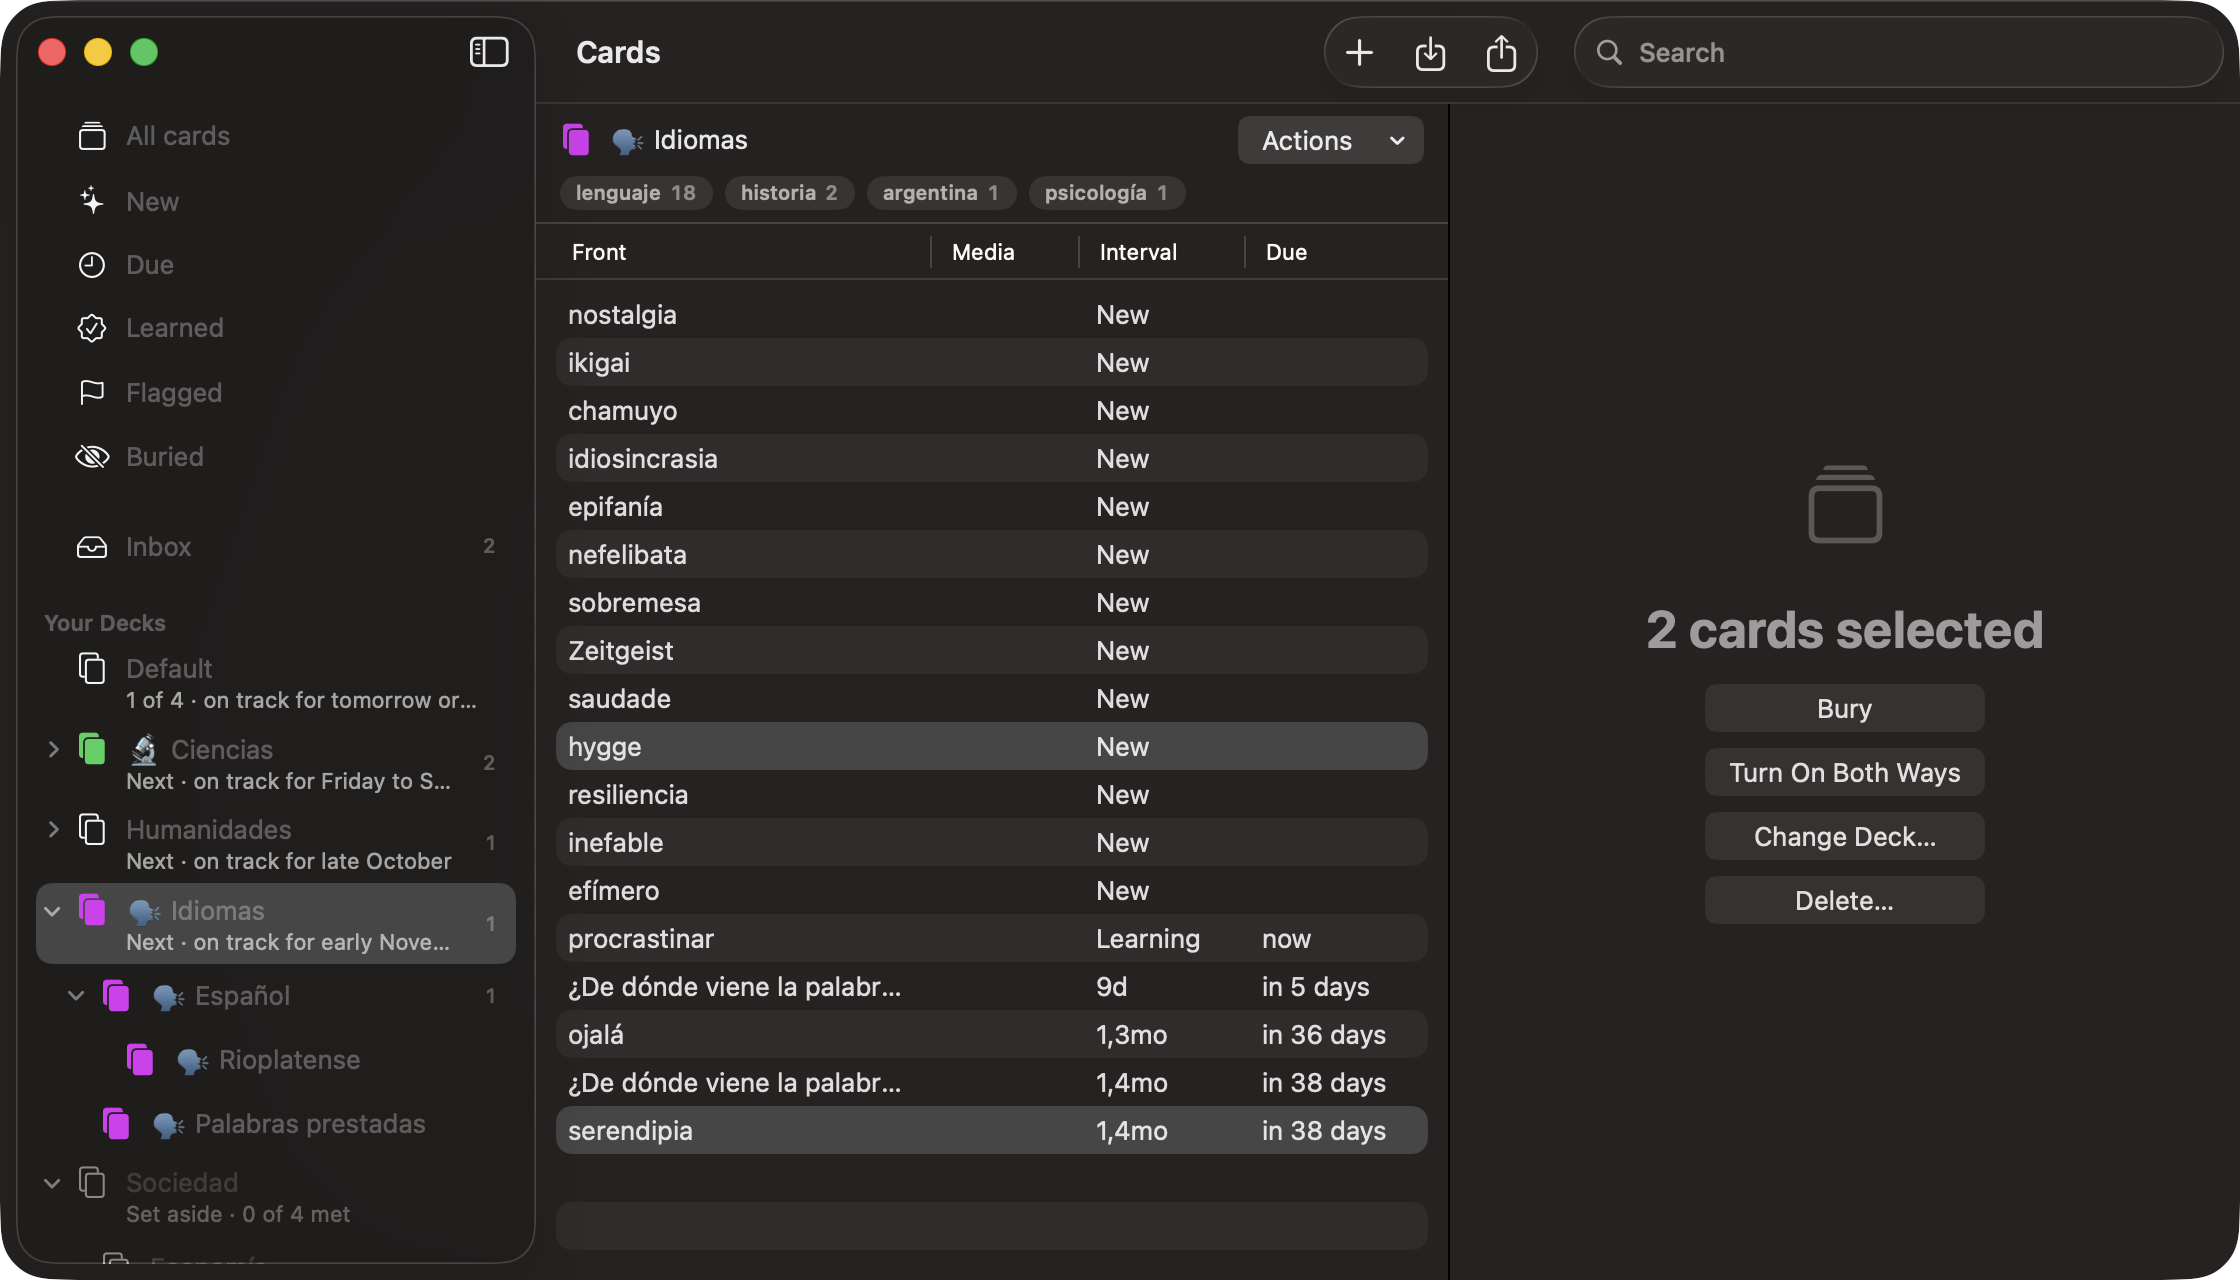 All cards
New
Due
Learned
Flagged
Buried
Inbox 2
Your Decks
Default
1 of 4 · on track for tomorrow or...
Ciencias 2
Next · on track for Friday to S...
Humanidades 1
Next · on track for late October
Idiomas 1
Next · on track for early Nove...
Español 1
Rioplatense
Palabras prestadas
Sociedad
Set aside · 0 of 4 met
Cards
Search
Idiomas
Actions
lenguaje 18 historia 2 argentina 1 psicología 1
Front Media Interval Due
nostalgia New
ikigai New
chamuyo New
idiosincrasia New
epifanía New
nefelibata New
sobremesa New
Zeitgeist New
saudade New
hygge New
resiliencia New
inefable New
efímero New
procrastinar Learning now
¿De dónde viene la palabr... 9d in 5 days
ojalá 1,3mo in 36 days
¿De dónde viene la palabr... 1,4mo in 38 days
serendipia 1,4mo in 38 days
2 cards selected
Bury
Turn On Both Ways
Change Deck...
Delete...